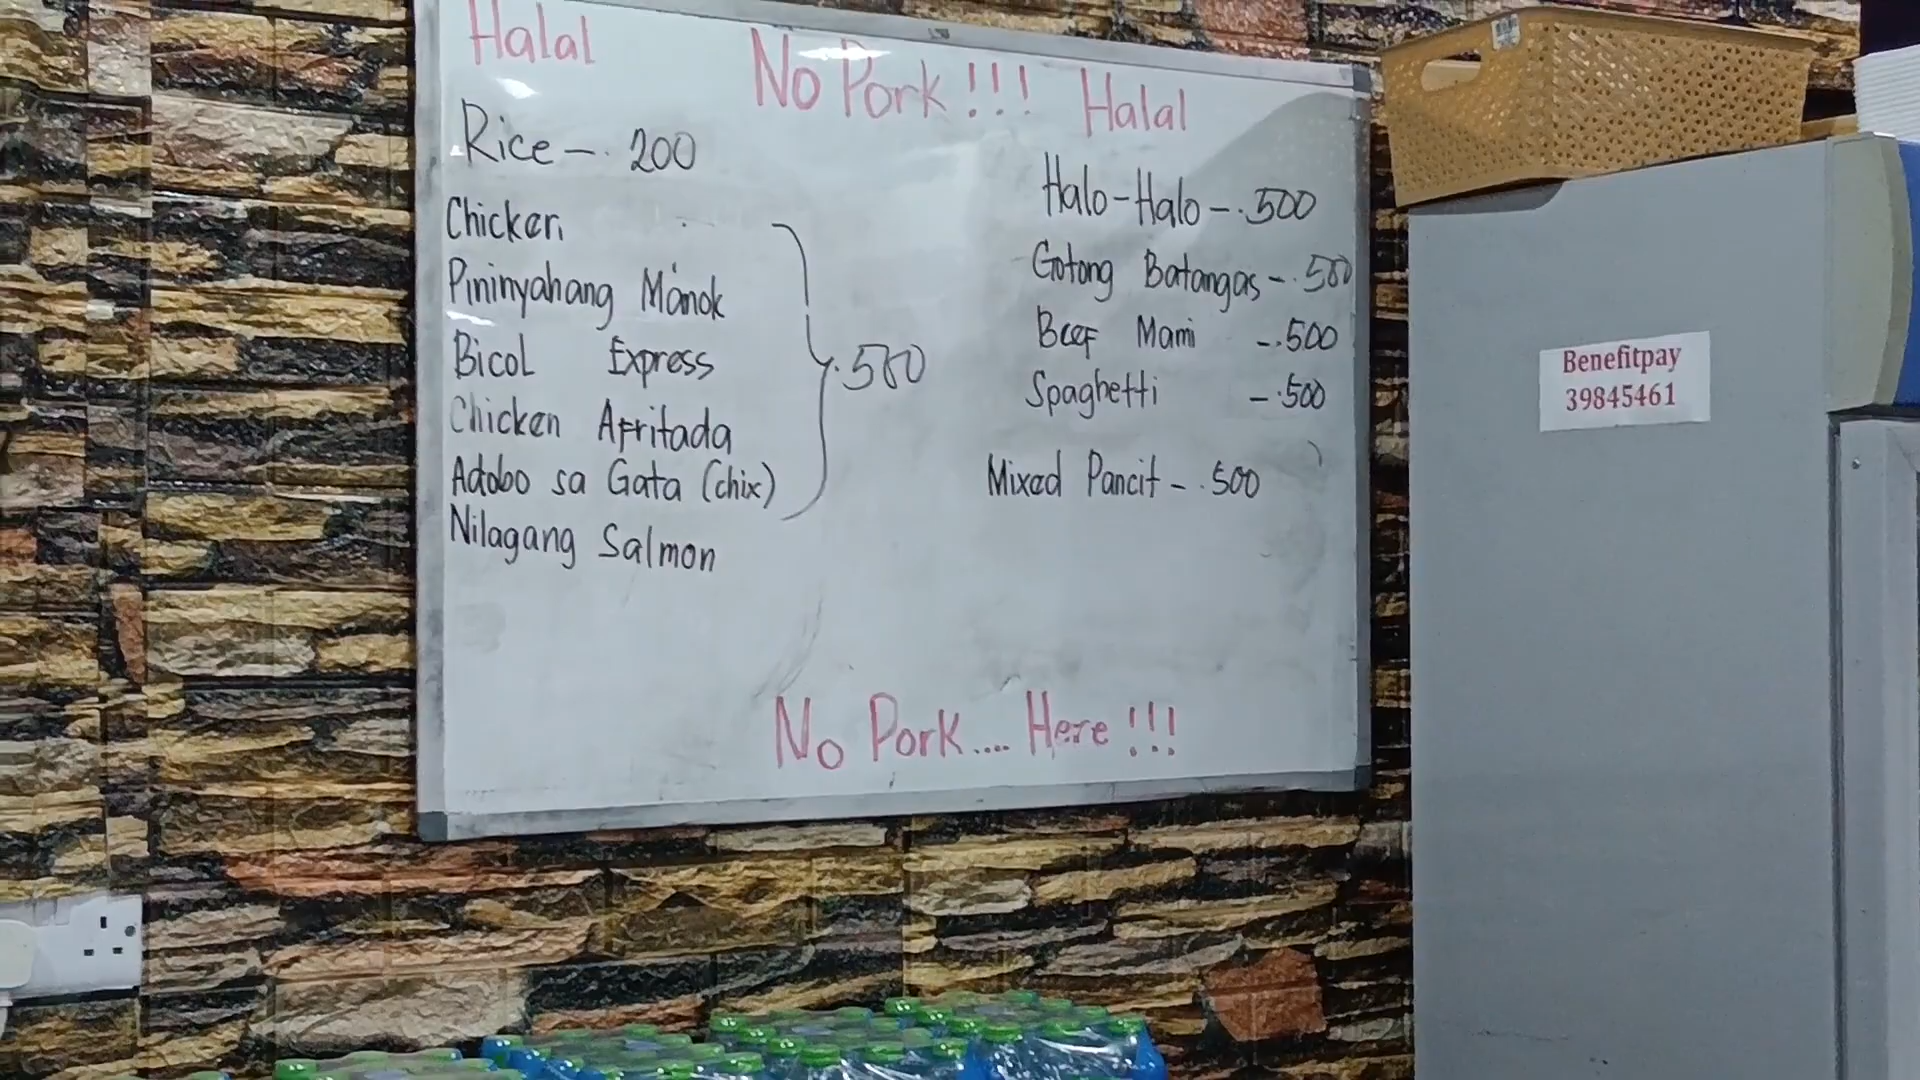 Halal
No Pork!!! Halal
Rice - .200
Chicken
Pininyahang Manok
Bicol Express
Chicken Afritada
Adobo sa Gata (chix)
.500
Nilagang Salmon
Halo-Halo - .500
Gotong Batangas - .500
Beef Mami - .500
Spaghetti - .500
Mixed Pancit - .500
No Pork.... Here!!!
Benefitpay
39845461